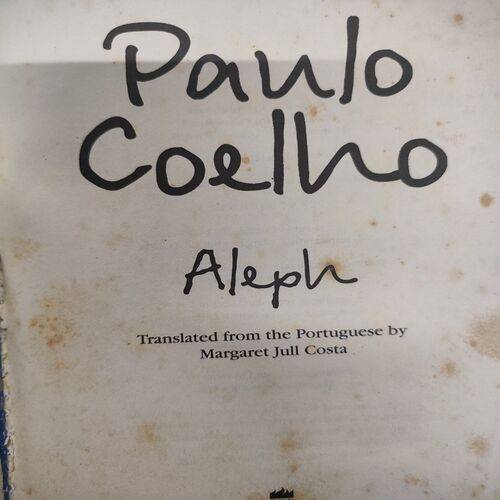 Paulo
Coelho
Aleph
Translated from the Portuguese by
Margaret Jull Costa